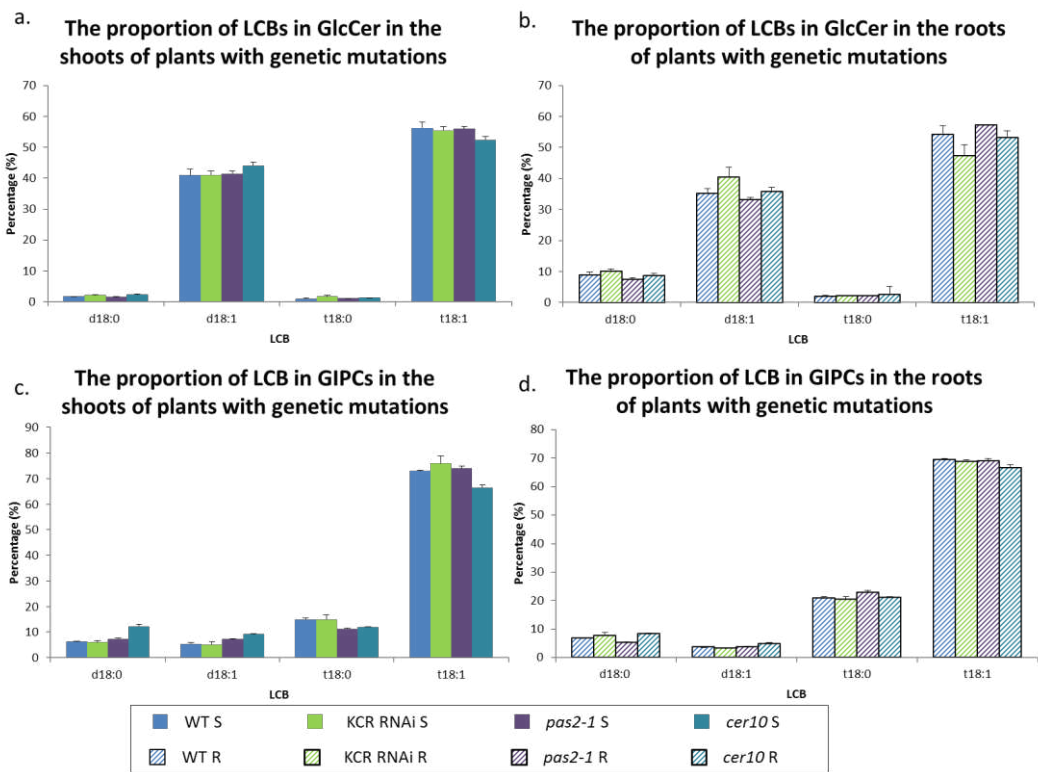 a.
The proportion of LCBs in GlcCer in the
shoots of plants with genetic mutations
70
60
50
40
30
20
10
0
Percentage (%)
d18:0 d18:1 t18:0 t18:1
LCB
b.
The proportion of LCBs in GlcCer in the roots
of plants with genetic mutations
70
60
50
40
30
20
10
0
Percentage (%)
d18:0 d18:1 t18:0 t18:1
LCB
c.
The proportion of LCB in GIPCs in the
shoots of plants with genetic mutations
90
80
70
60
50
40
30
20
10
0
Percentage (%)
d18:0 d18:1 t18:0 t18:1
LCB
d.
The proportion of LCB in GIPCs in the roots
of plants with genetic mutations
80
70
60
50
40
30
20
10
0
Percentage (%)
d18:0 d18:1 t18:0 t18:1
LCB
WT S KCR RNAi S pas2-1 S cer10 S
WT R KCR RNAi R pas2-1 R cer10 R